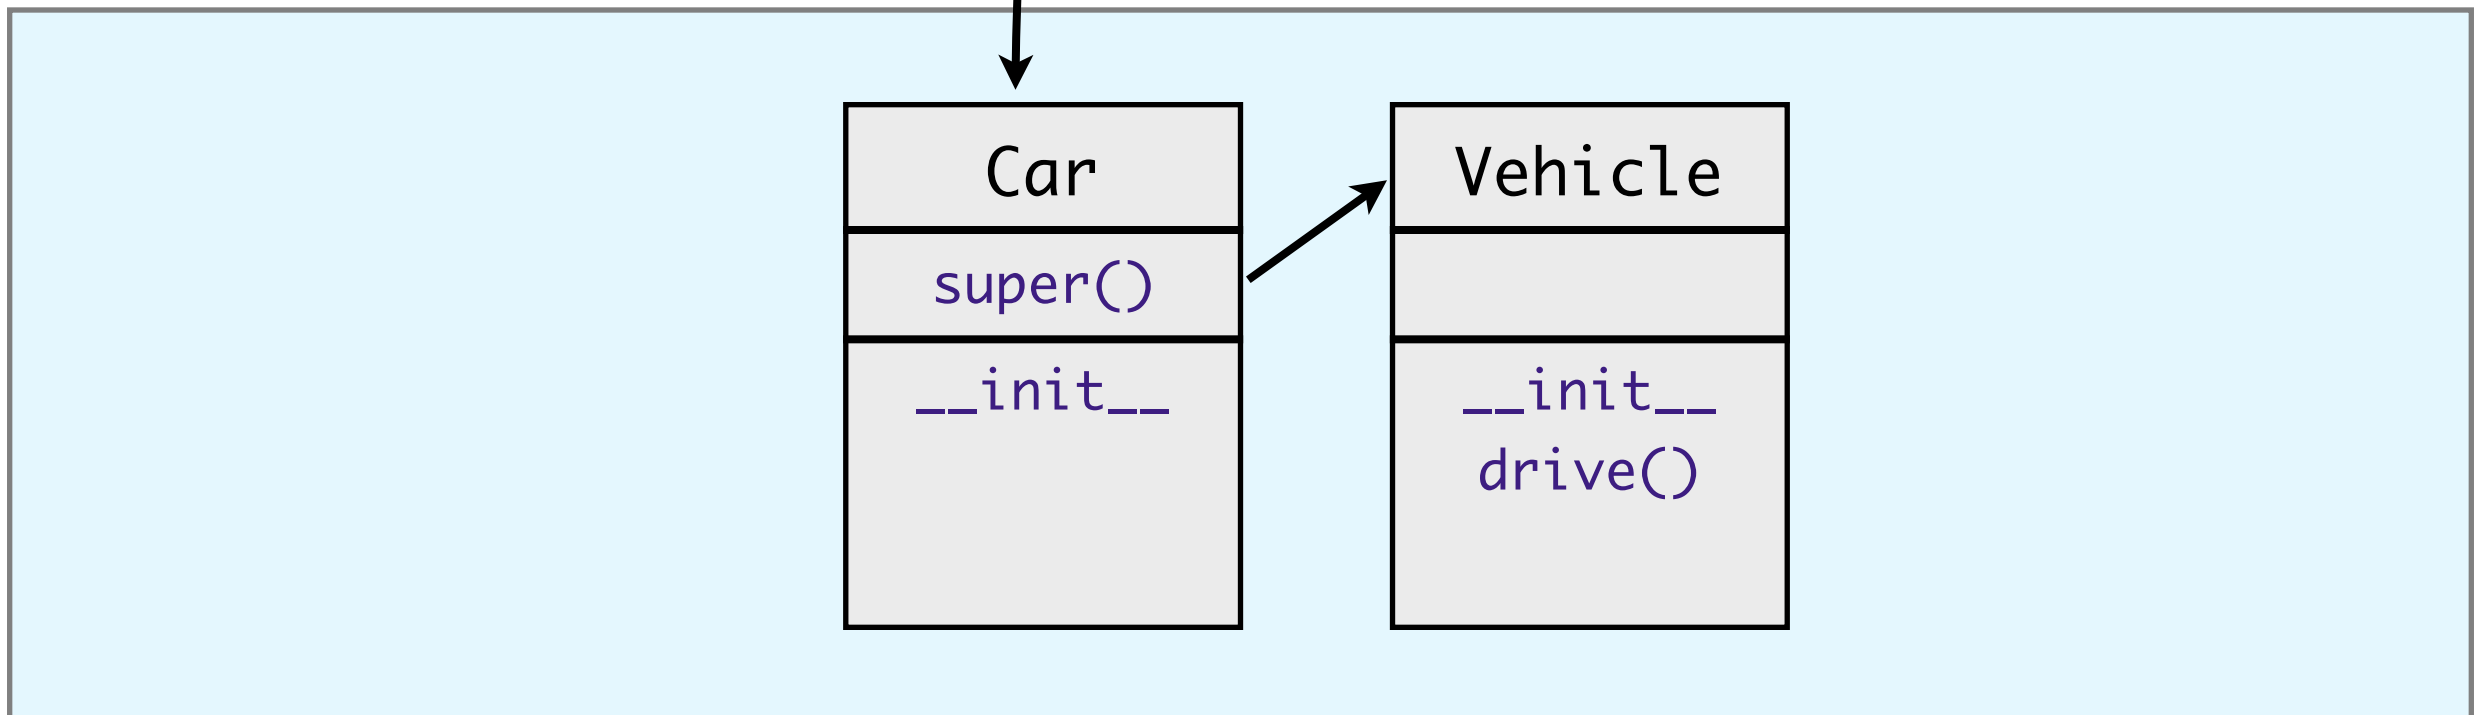 Car
super()
__init__
Vehicle
__init__
drive()